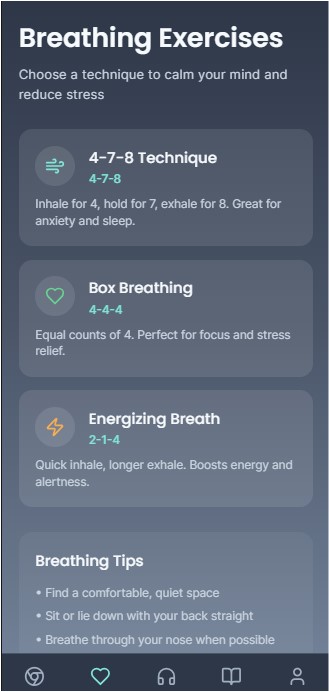 Breathing Exercises
Choose a technique to calm your mind and
reduce stress
4-7-8 Technique
4-7-8
Inhale for 4, hold for 7, exhale for 8. Great for
anxiety and sleep.
Box Breathing
4-4-4
Equal counts of 4. Perfect for focus and stress
relief.
Energizing Breath
2-1-4
Quick inhale, longer exhale. Boosts energy and
alertness.
Breathing Tips
• Find a comfortable, quiet space
• Sit or lie down with your back straight
• Breathe through your nose when possible